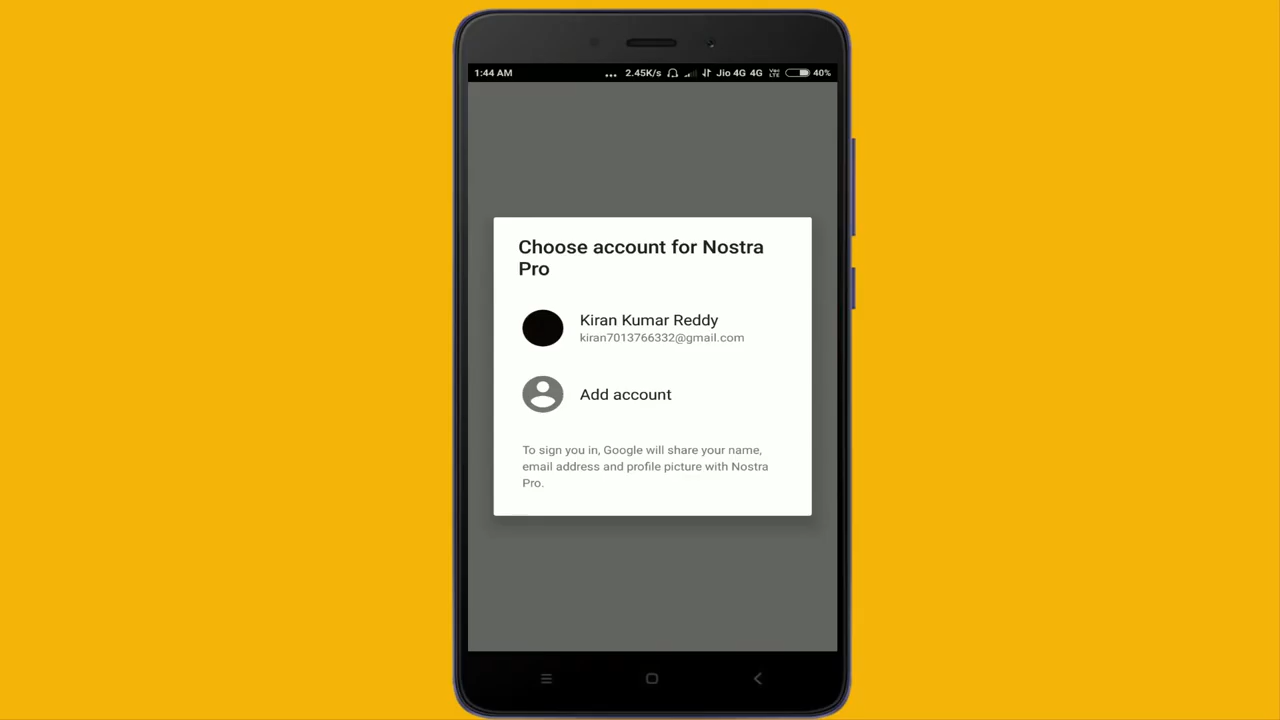 1:44 AM ... 2.45K/s Jio 4G 4G Vo LTE 40%
Choose account for Nostra
Pro
Kiran Kumar Reddy
kiran7013766332@gmail.com
Add account
To sign you in, Google will share your name,
email address and profile picture with Nostra
Pro.